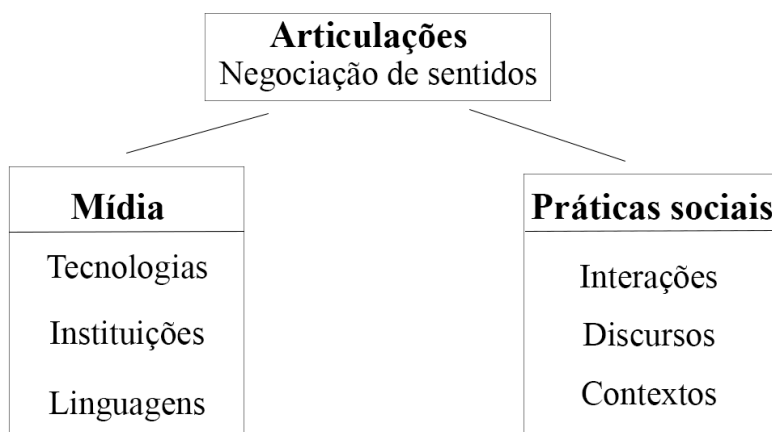 Articulações
Negociação de sentidos
Mídia
Tecnologias
Instituições
Linguagens
Práticas sociais
Interações
Discursos
Contextos